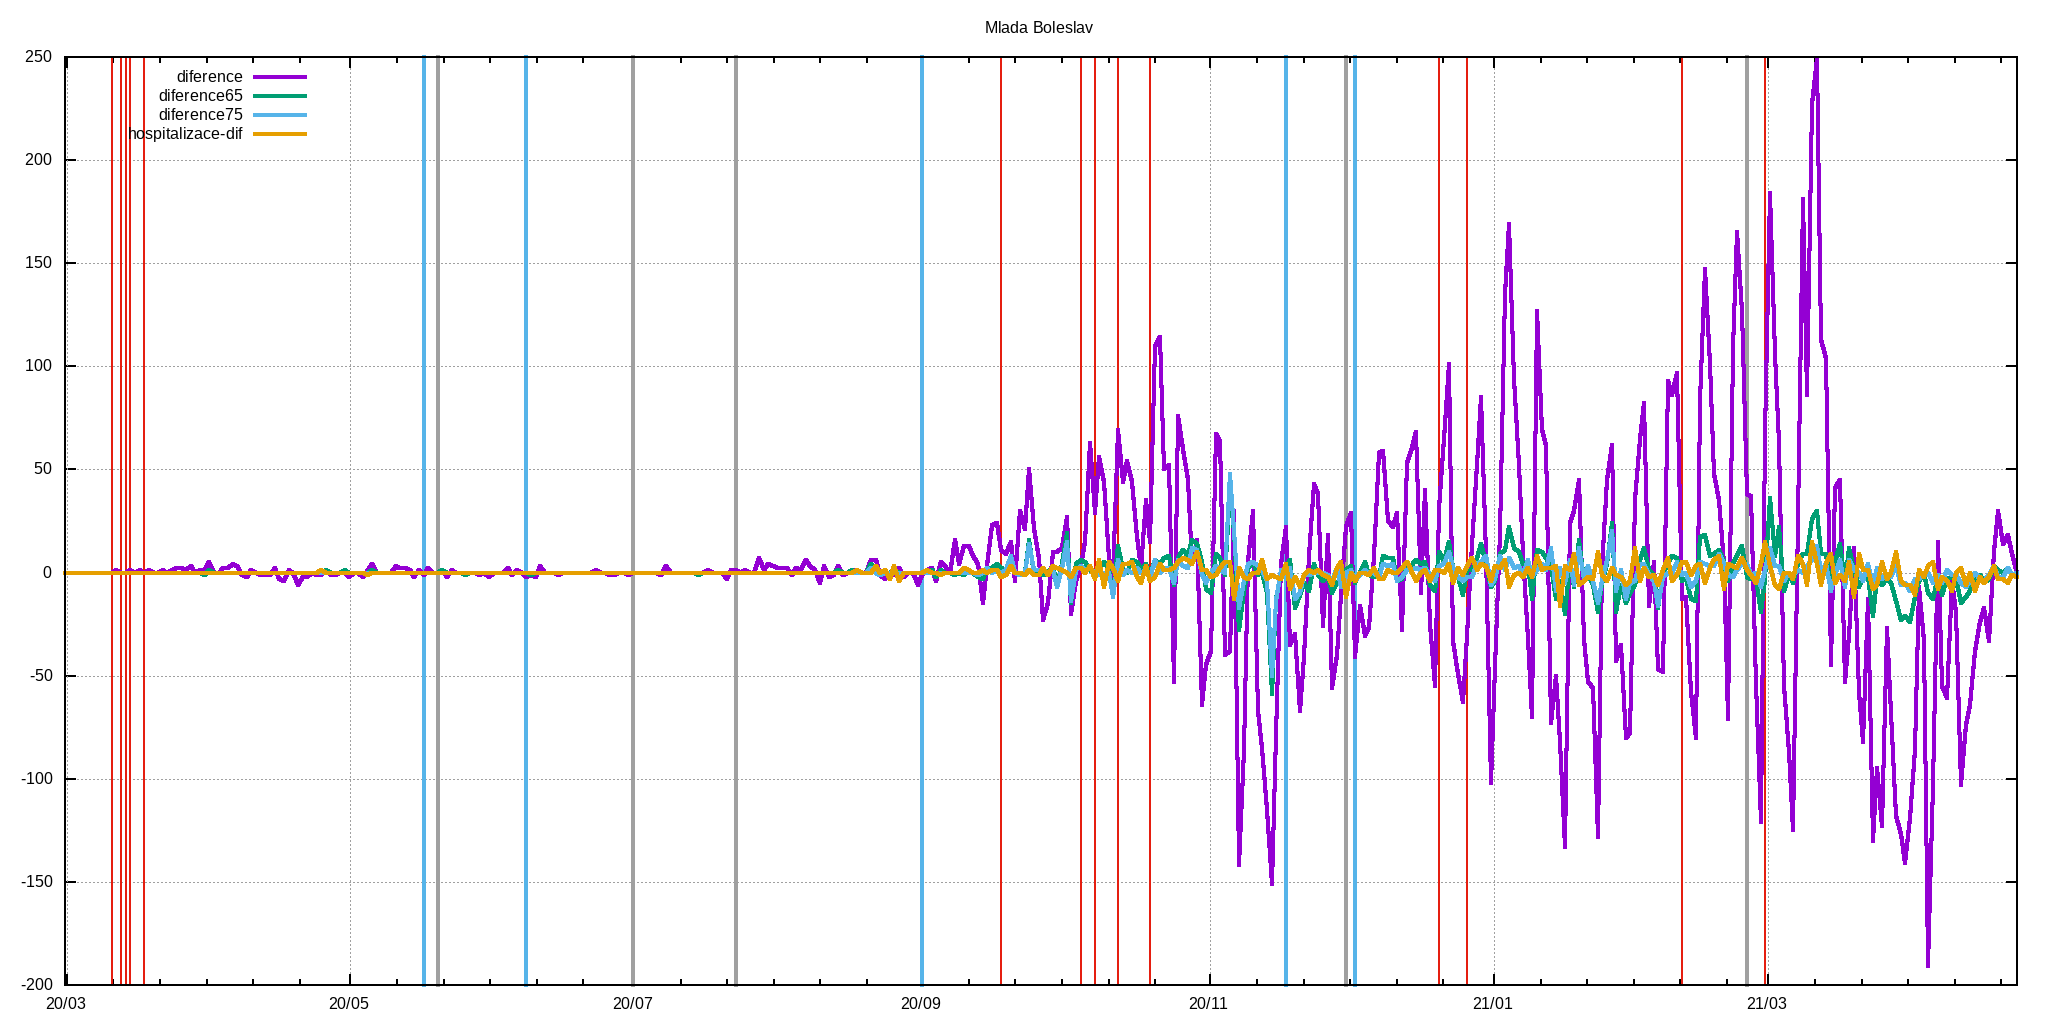 Mlada Boleslav
diference
diference65
diference75
hospitalizace-dif
250
200
150
100
50
0
-50
-100
-150
-200
20/03 20/05 20/07 20/09 20/11 21/01 21/03